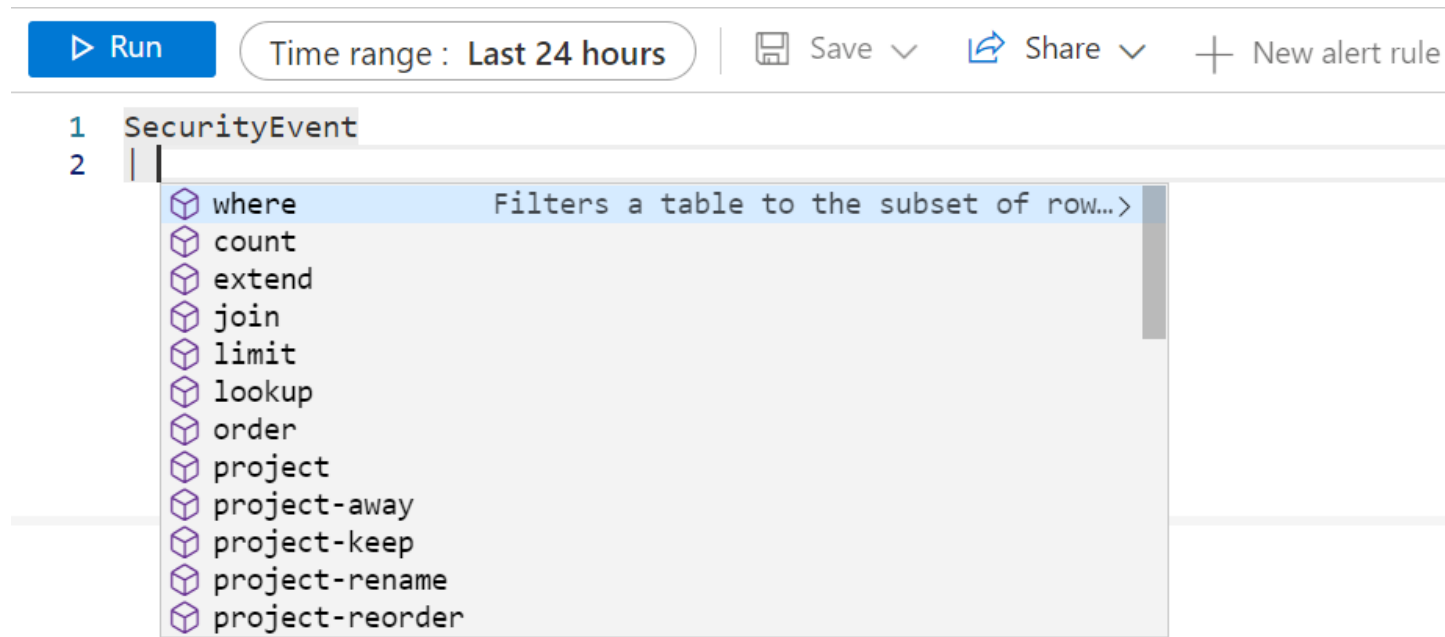 Run Time range : Last 24 hours Save Share New alert rule
1 SecurityEvent
2 |
where Filters a table to the subset of row…>
count
extend
join
limit
lookup
order
project
project-away
project-keep
project-rename
project-reorder